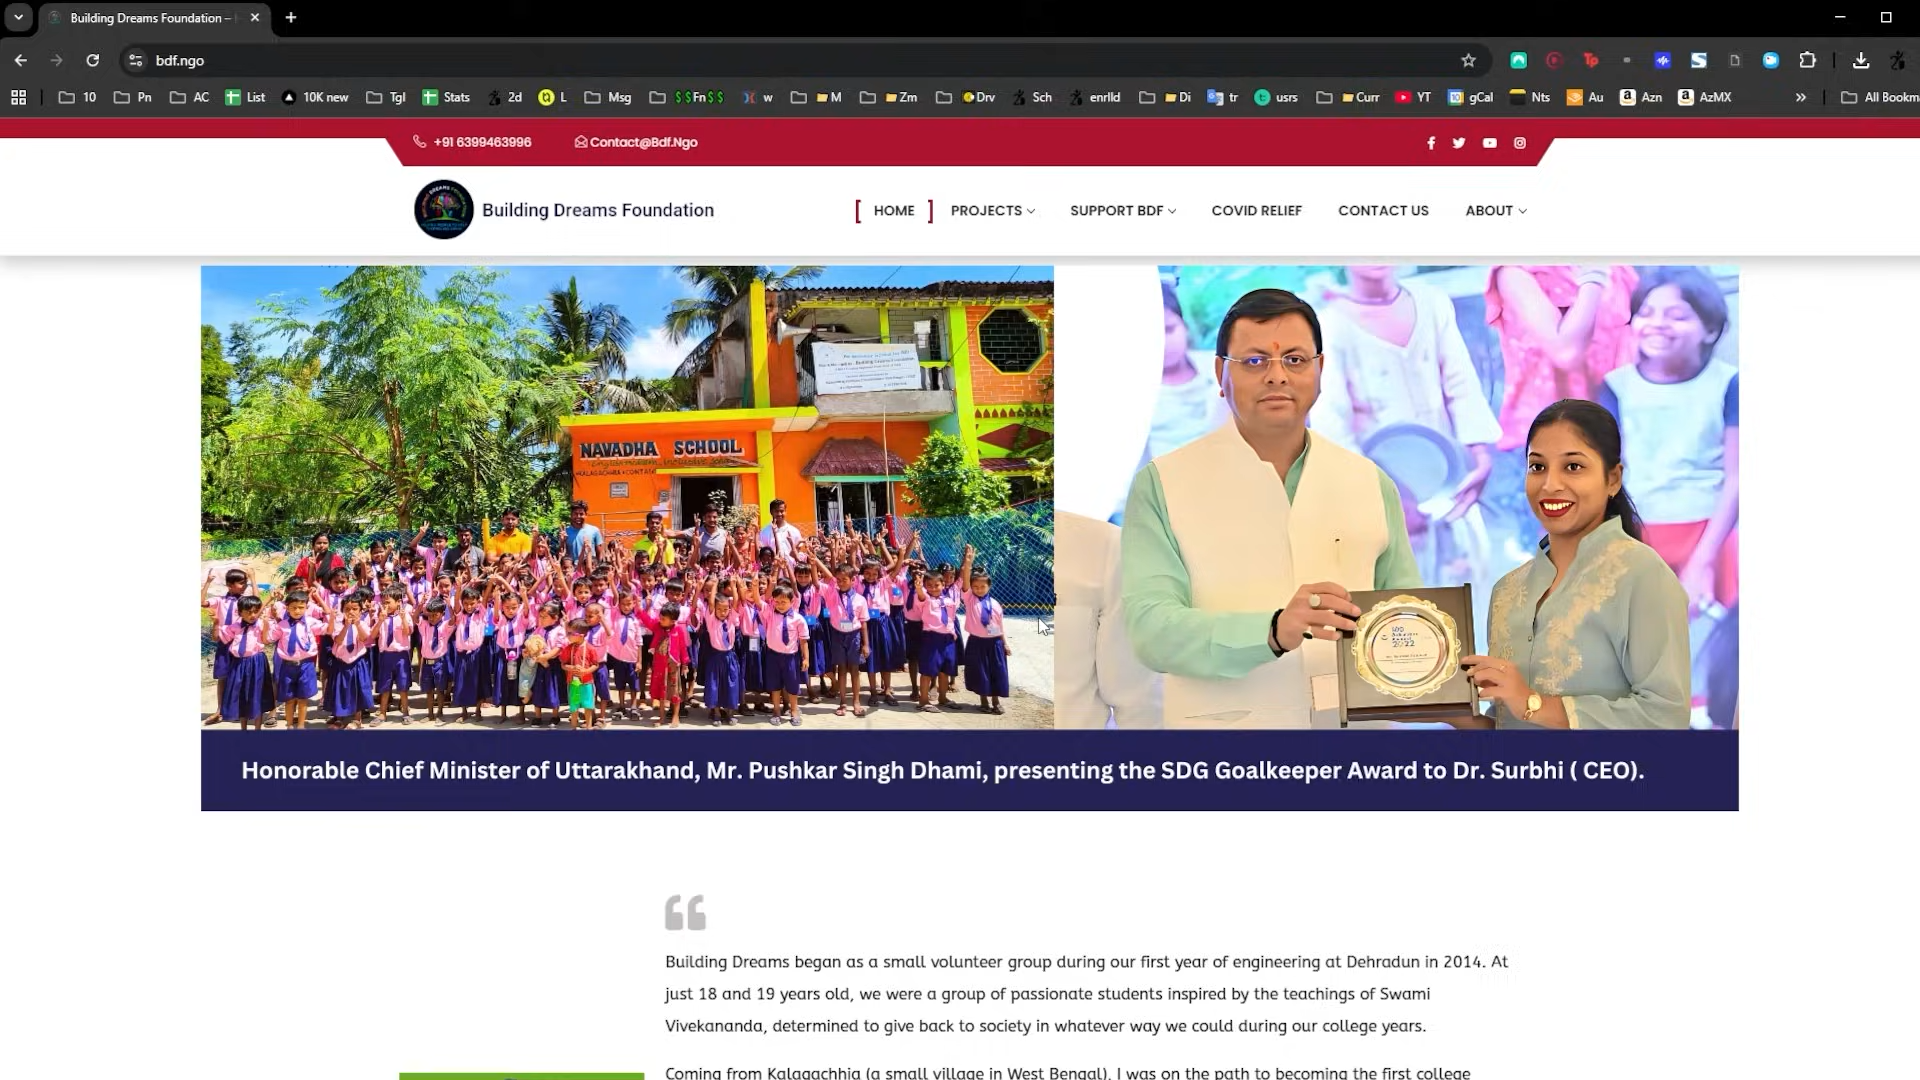 Building Dreams Foundation –
bdf.ngo
10 Pn AC List 10K new Tgl Stats 2d L Msg $$Fn$$ w M Zm Drv Sch enrlld Di tr usrs Curr YT gCal Nts Au Azn AzMX » All Bookm
+91 6399463996 Contact@Bdf.Ngo
Building Dreams Foundation
HOME PROJECTS SUPPORT BDF COVID RELIEF CONTACT US ABOUT
NAVADHA SCHOOL
2022
Honorable Chief Minister of Uttarakhand, Mr. Pushkar Singh Dhami, presenting the SDG Goalkeeper Award to Dr. Surbhi ( CEO).
Building Dreams began as a small volunteer group during our first year of engineering at Dehradun in 2014. At
just 18 and 19 years old, we were a group of passionate students inspired by the teachings of Swami
Vivekananda, determined to give back to society in whatever way we could during our college years.
Coming from Kalagachhia (a small village in West Bengal), I was on the path to becoming the first college